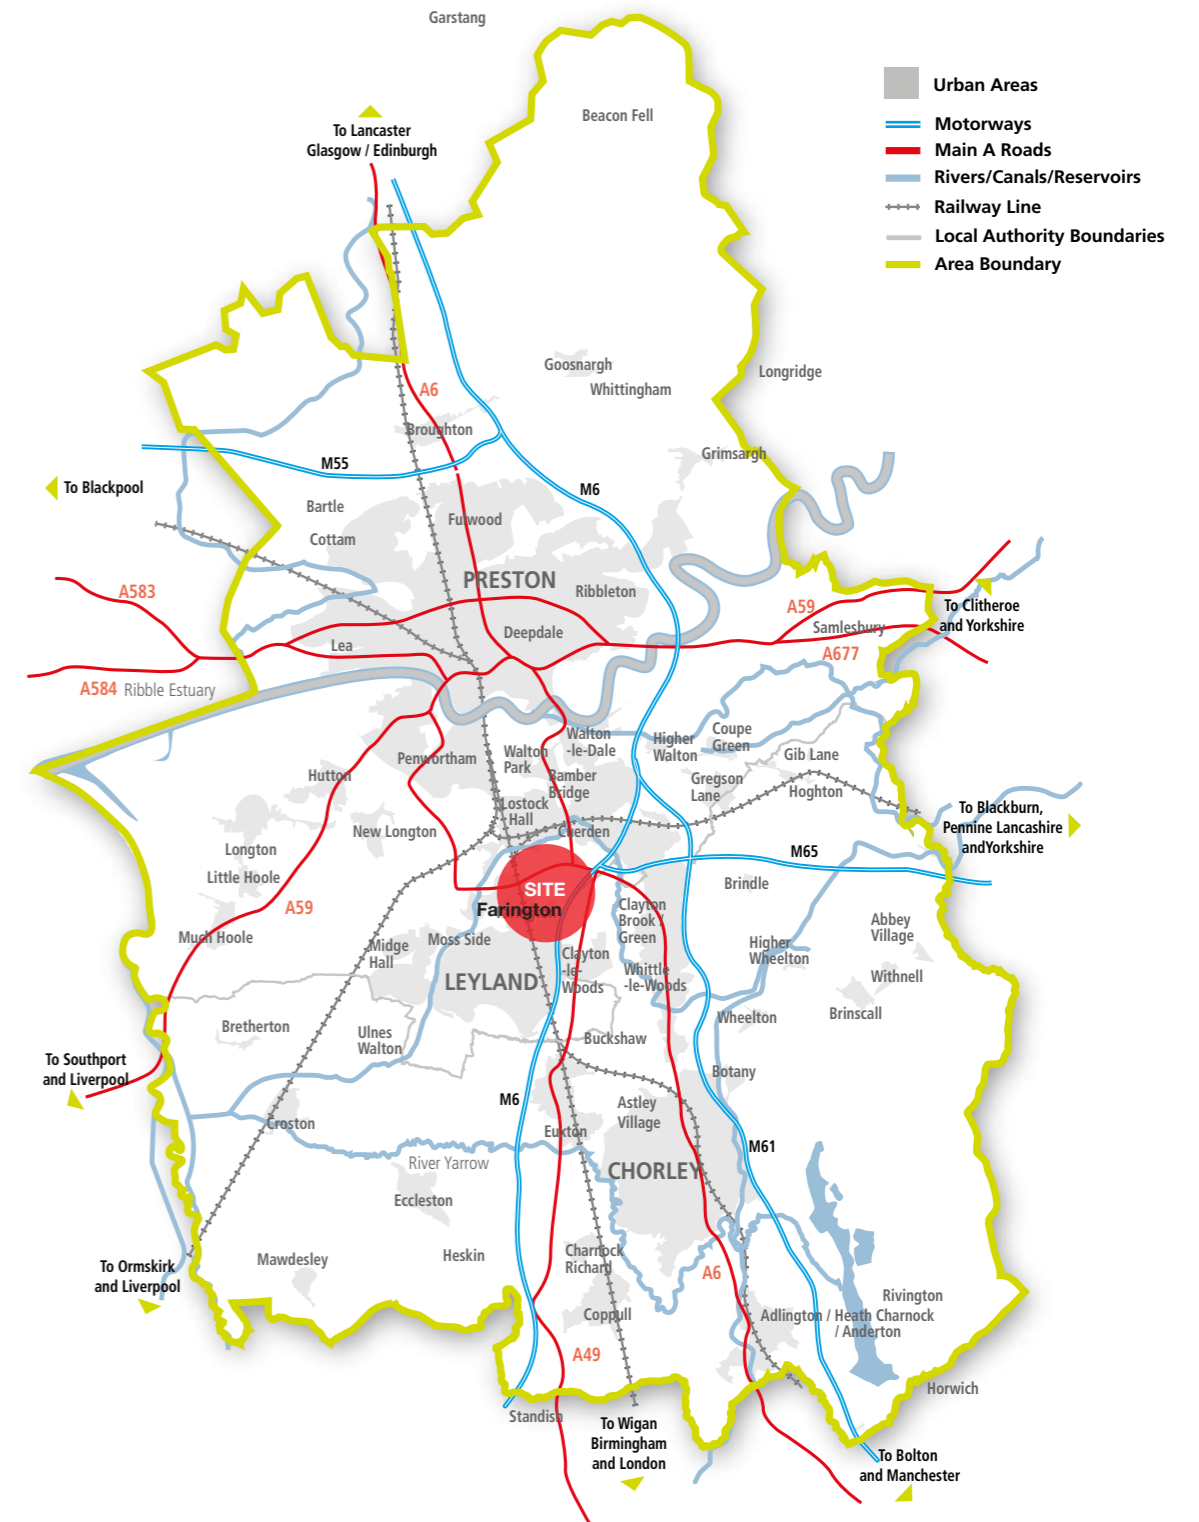 Garstang
Urban Areas
Motorways
Main A Roads
Rivers/Canals/Reservoirs
Railway Line
Local Authority Boundaries
Area Boundary
Beacon Fell
To Lancaster
Glasgow / Edinburgh
Goosnargh
Whittingham
Longridge
A6
Broughton
Grimsargh
M55
M6
To Blackpool
Bartle
Cottam
Fulwood
PRESTON
Ribbleton
A583
A59
Samlesbury
A677
To Clitheroe
and Yorkshire
Lea
Deepdale
A584
Ribble Estuary
Penwortham
Walton
Park
Walton
-le-Dale
Higher
Walton
Coupe
Green
Gib Lane
Hutton
Bamber
Bridge
Gregson
Lane
Hoghton
Lostock
Hall
Cuerden
New Longton
To Blackburn,
Pennine Lancashire
andYorkshire
Longton
Little Hoole
M65
SITE
Farington
Brindle
A59
Clayton
Brook /
Green
Abbey
Village
Much Hoole
Midge
Hall
Moss Side
Higher
Wheelton
LEYLAND
Clayton
-le-
Woods
Whittle
-le-Woods
Withnell
Brinscall
Wheelton
Bretherton
Ulnes
Walton
Buckshaw
To Southport
and Liverpool
Botany
M6
Astley
Village
Croston
Euxton
M61
River Yarrow
CHORLEY
Eccleston
Mawdesley
Heskin
Charnock
Richard
To Ormskirk
and Liverpool
A6
Rivington
Coppull
Adlington / Heath Charnock
/ Anderton
A49
Horwich
Standish
To Wigan
Birmingham
and London
To Bolton
and Manchester